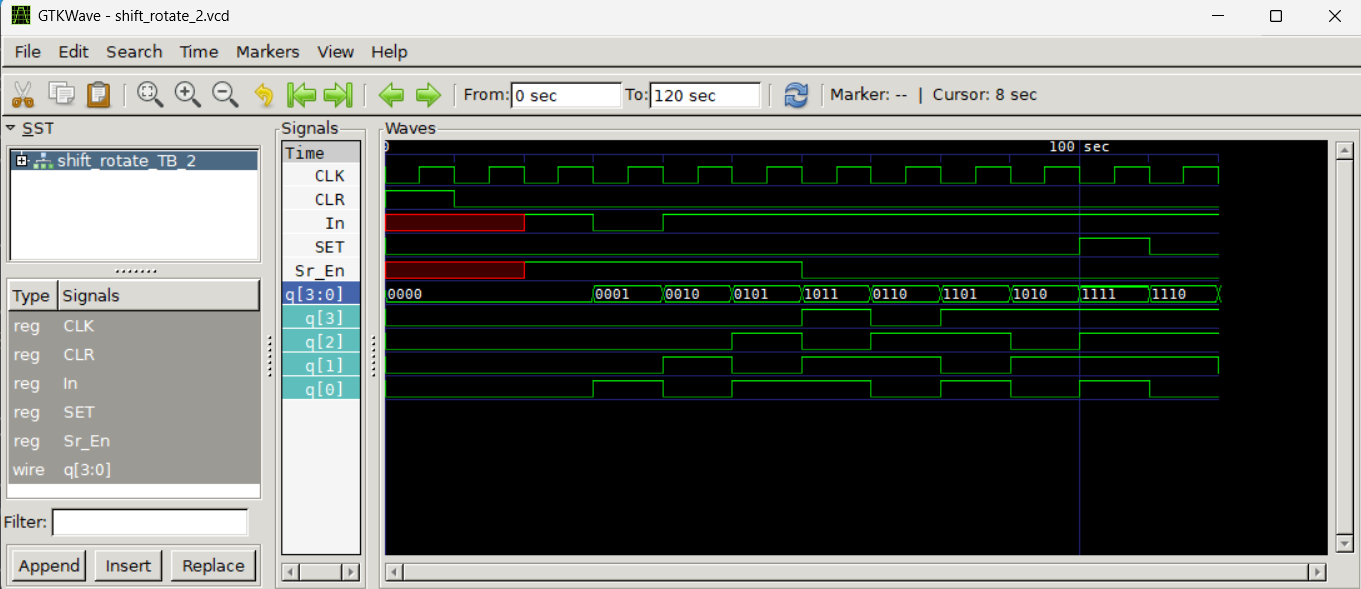 GTKWave - shift_rotate_2.vcd
File Edit Search Time Markers View Help
From: 0 sec To: 120 sec Marker: -- | Cursor: 8 sec
SST
shift_rotate_TB_2
Type Signals
reg CLK
reg CLR
reg In
reg SET
reg Sr_En
wire q[3:0]
Filter:
Append Insert Replace
Signals
Time
CLK
CLR
In
SET
Sr_En
q[3:0]
q[3]
q[2]
q[1]
q[0]
Waves
0 100 sec
0000 0001 0010 0101 1011 0110 1101 1010 1111 1110